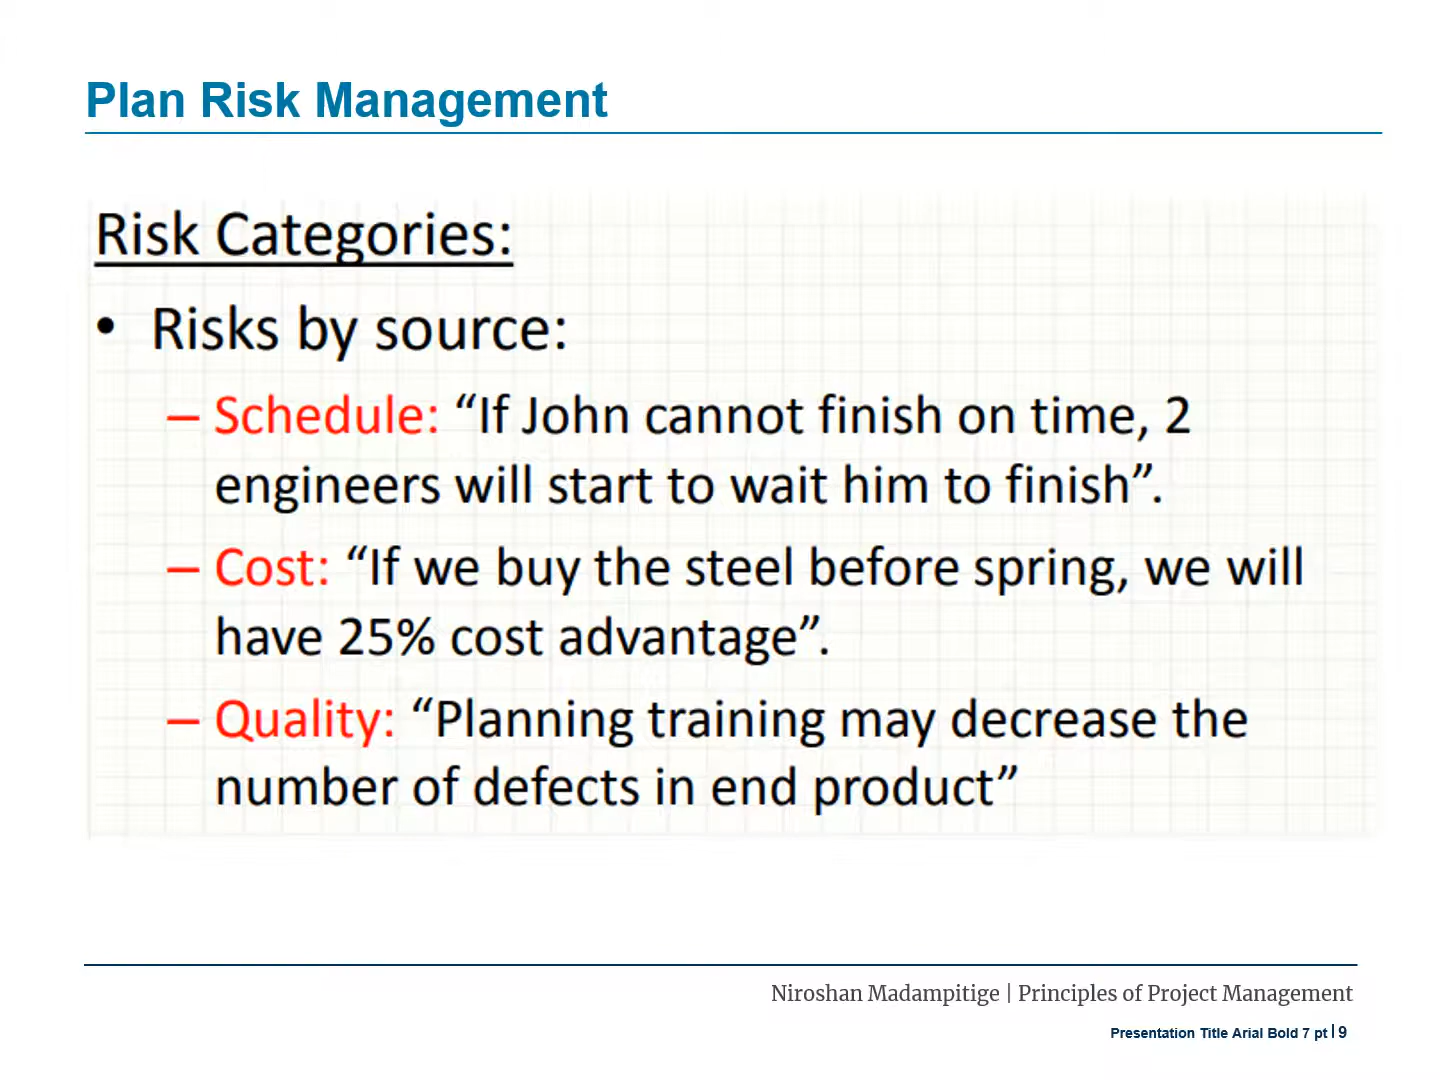 Plan Risk Management
Risk Categories:
• Risks by source:
– Schedule: “If John cannot finish on time, 2
engineers will start to wait him to finish”.
– Cost: “If we buy the steel before spring, we will
have 25% cost advantage”.
– Quality: “Planning training may decrease the
number of defects in end product”
Niroshan Madampitige | Principles of Project Management
Presentation Title Arial Bold 7 pt | 9